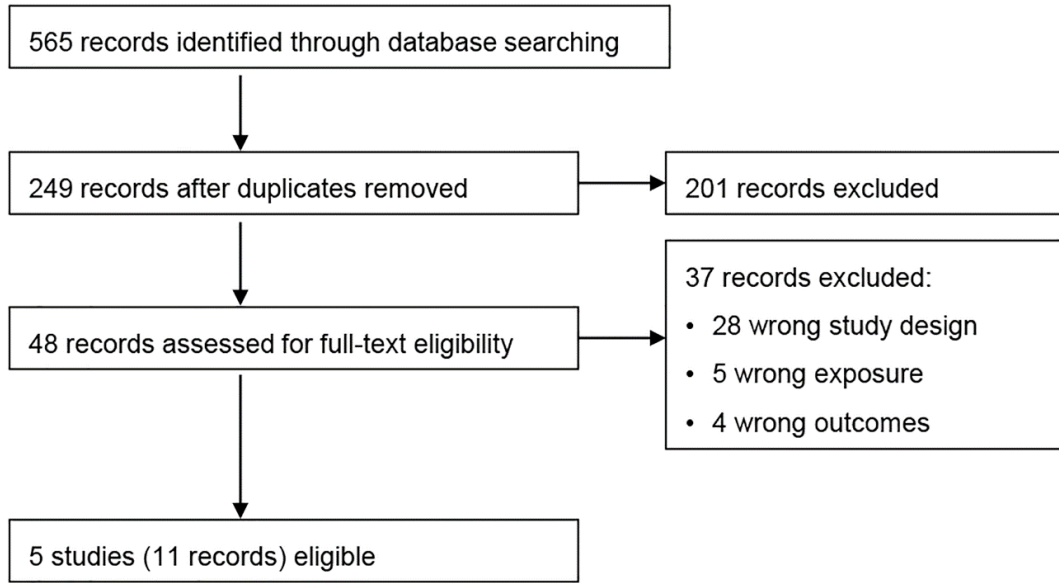 565 records identified through database searching
249 records after duplicates removed
201 records excluded
48 records assessed for full-text eligibility
37 records excluded:
• 28 wrong study design
• 5 wrong exposure
• 4 wrong outcomes
5 studies (11 records) eligible